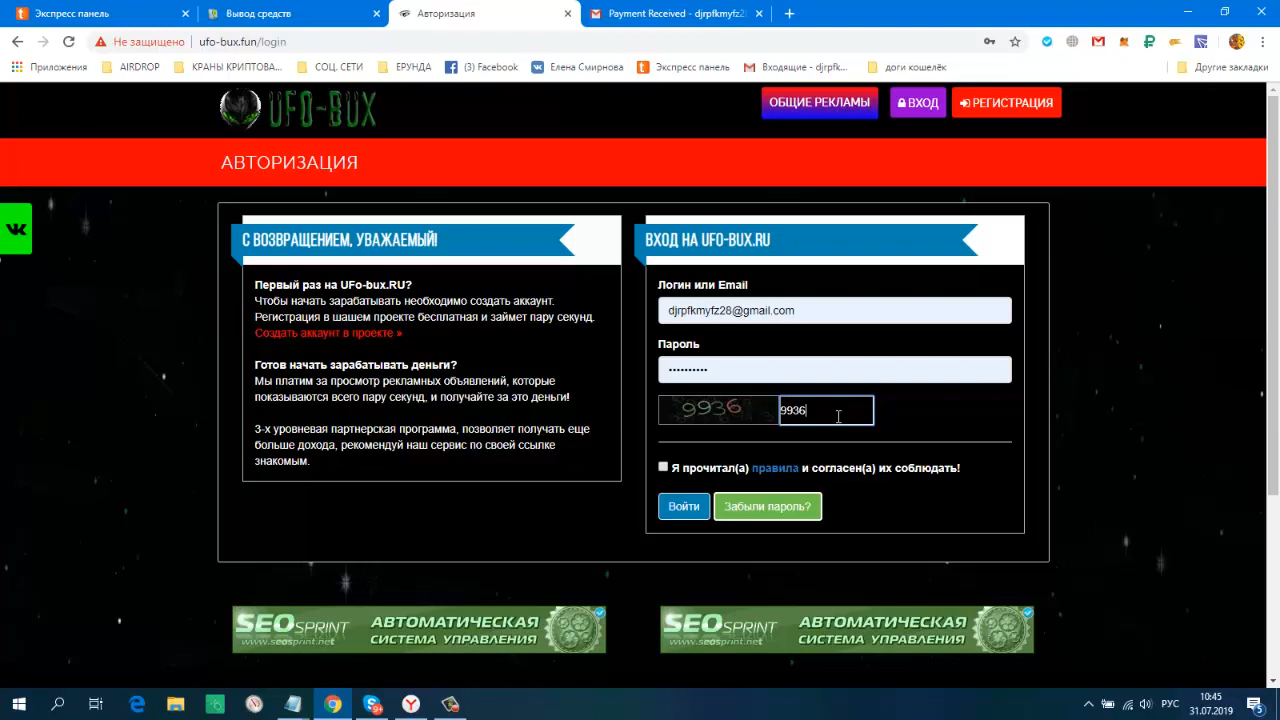 Экспресс панель
Вывод средств
Авторизация
Payment Received - djrpfkmyfz28
Не защищено
ufo-bux.fun/login
Приложения
AIRDROP
КРАНЫ КРИПТОВА...
СОЦ. СЕТИ
ЕРУНДА
(3) Facebook
Елена Смирнова
Экспресс панель
Входящие - djrpfk...
доги кошелёк
Другие закладки
UFO-BUX
ОБЩИЕ РЕКЛАМЫ
ВХОД
РЕГИСТРАЦИЯ
АВТОРИЗАЦИЯ
С ВОЗВРАЩЕНИЕМ, УВАЖАЕМЫЙ!
Первый раз на UFo-bux.RU?
Чтобы начать зарабатывать необходимо создать аккаунт.
Регистрация в шашем проекте бесплатная и займет пару секунд.
Создать аккаунт в проекте »
Готов начать зарабатывать деньги?
Мы платим за просмотр рекламных объявлений, которые
показываются всего пару секунд, и получайте за это деньги!
3-х уровневая партнерская программа, позволяет получать еще
больше дохода, рекомендуй наш сервис по своей ссылке
знакомым.
ВХОД НА UFO-BUX.RU
Логин или Email
djrpfkmyfz28@gmail.com
Пароль
••••••••••
9936
9936
Я прочитал(а) правила и согласен(а) их соблюдать!
Войти
Забыли пароль?
SEO SPRINT
www.seosprint.net
АВТОМАТИЧЕСКАЯ
СИСТЕМА УПРАВЛЕНИЯ
SEO SPRINT
www.seosprint.net
АВТОМАТИЧЕСКАЯ
СИСТЕМА УПРАВЛЕНИЯ
РУС
10:45
31.07.2019